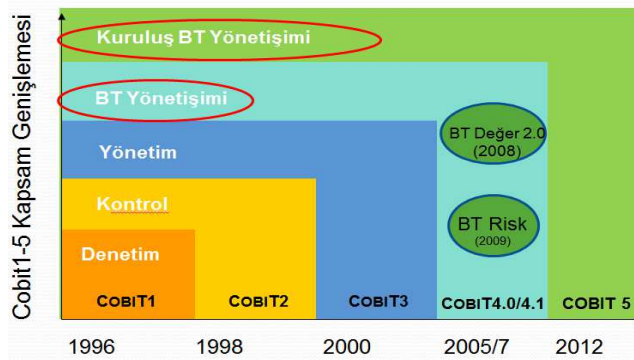 Cobit1-5 Kapsam Genişlemesi
Kuruluş BT Yönetişimi
BT Yönetişimi
Yönetim
Kontrol
Denetim
BT Değer 2.0
(2008)
BT Risk
(2009)
COBIT1
COBIT2
COBIT3
COBIT4.0/4.1
COBIT 5
1996
1998
2000
2005/7
2012